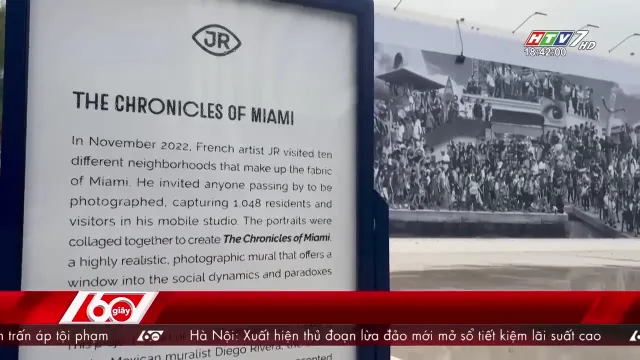 JR
HTV7 HD
18:42:00
THE CHRONICLES OF MIAMI
In November 2022, French artist JR visited ten
different neighborhoods that make up the fabric
of Miami. He invited anyone passing by to be
photographed, capturing 1.048 residents and
visitors in his mobile studio. The portraits were
collaged together to create The Chronicles of Miami,
a highly realistic, photographic mural that offers a
window into the social dynamics and paradoxes
60 giây
Mexican muralist Diego Rivera, the
n trấn áp tội phạm 60 Hà Nội: Xuất hiện thủ đoạn lừa đảo mới mở sổ tiết kiệm lãi suất cao